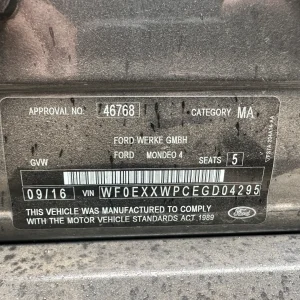 APPROVAL NO. 46768 CATEGORY MA
FORD WERKE GMBH
GVW FORD MONDEO 4 SEATS 5
09/16 VIN WF0EXXWPCEGD04295
THIS VEHICLE WAS MANUFACTURED TO COMPLY
WITH THE MOTOR VEHICLE STANDARDS ACT 1989
Ford